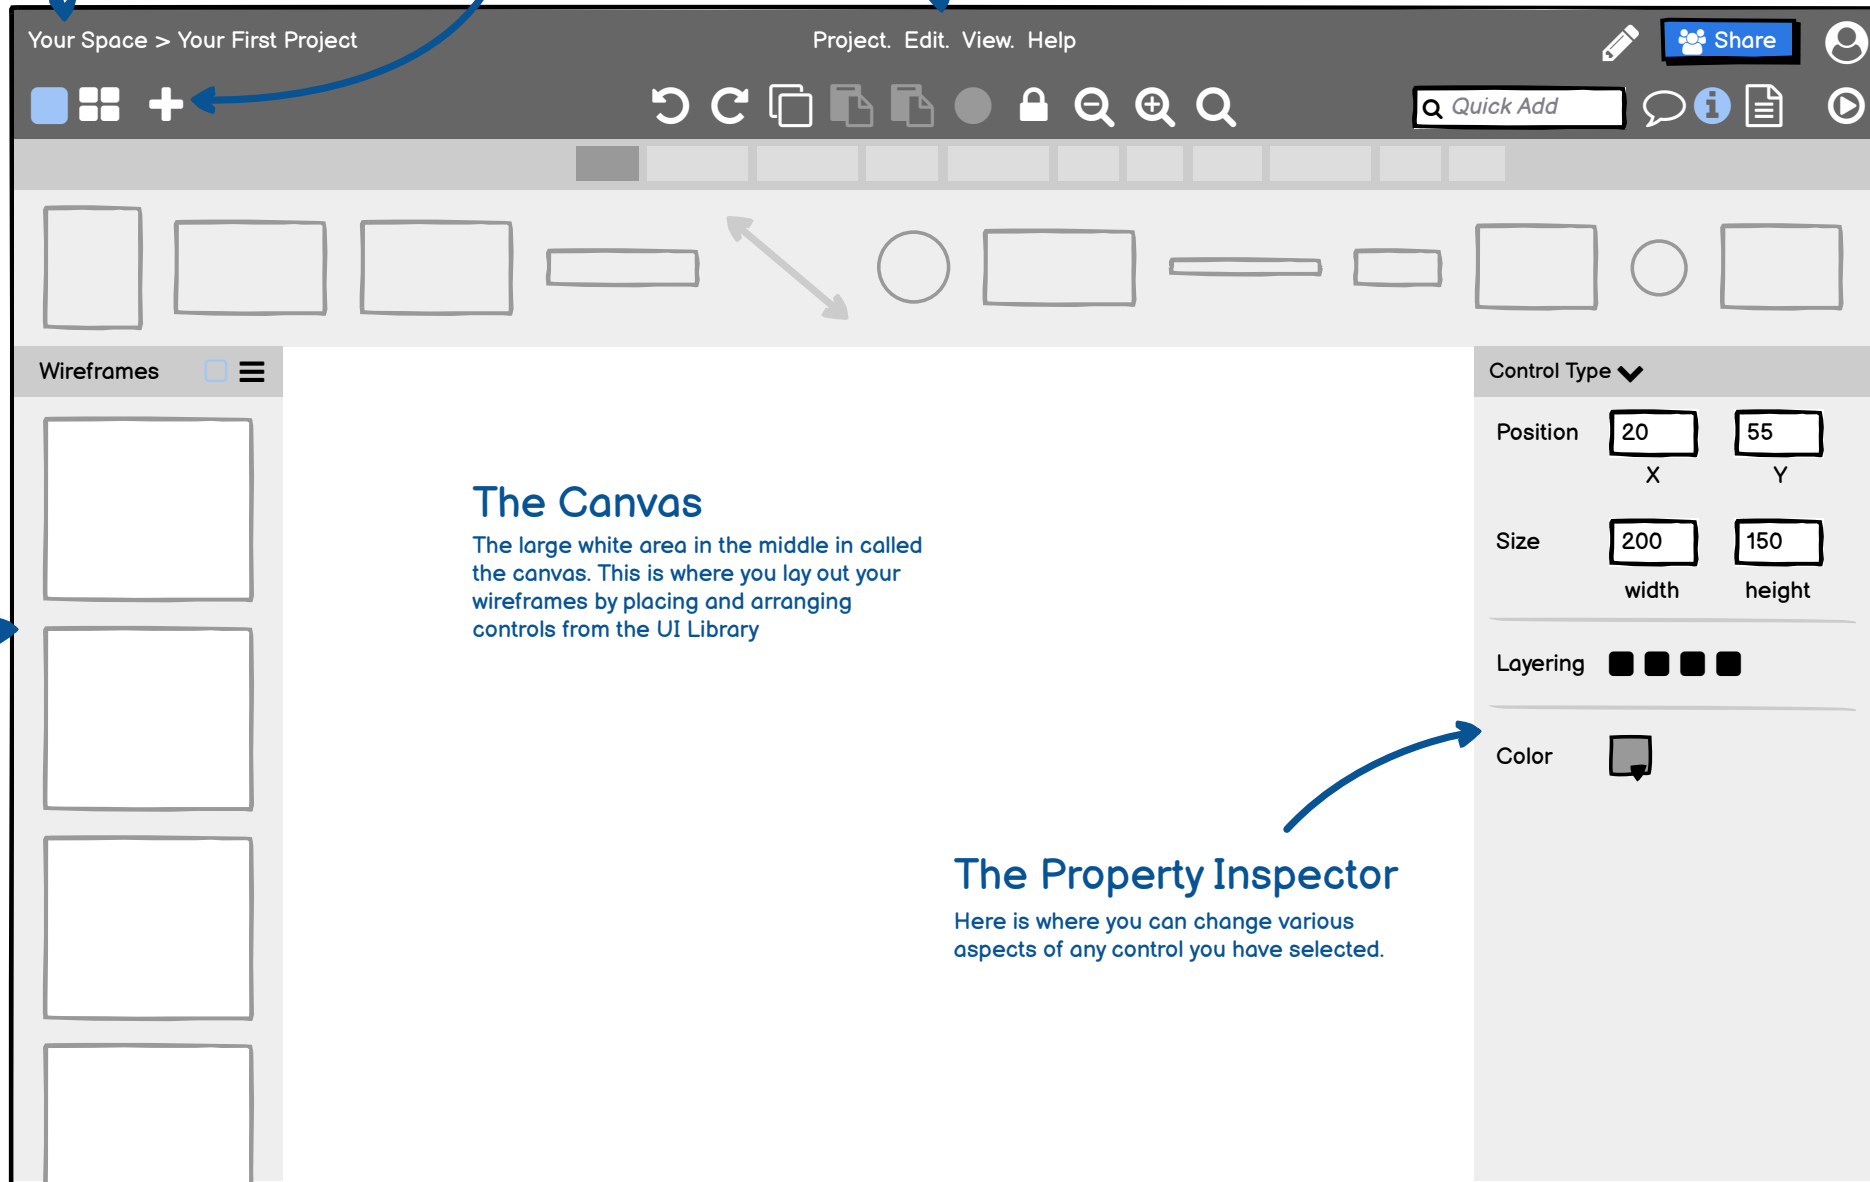 Your Space > Your First Project
Project. Edit. View. Help
Share
Quick Add
Wireframes
Control Type
Position
20
55
X
Y
Size
200
150
width
height
Layering
Color
The Canvas
The large white area in the middle in called
the canvas. This is where you lay out your
wireframes by placing and arranging
controls from the UI Library
The Property Inspector
Here is where you can change various
aspects of any control you have selected.